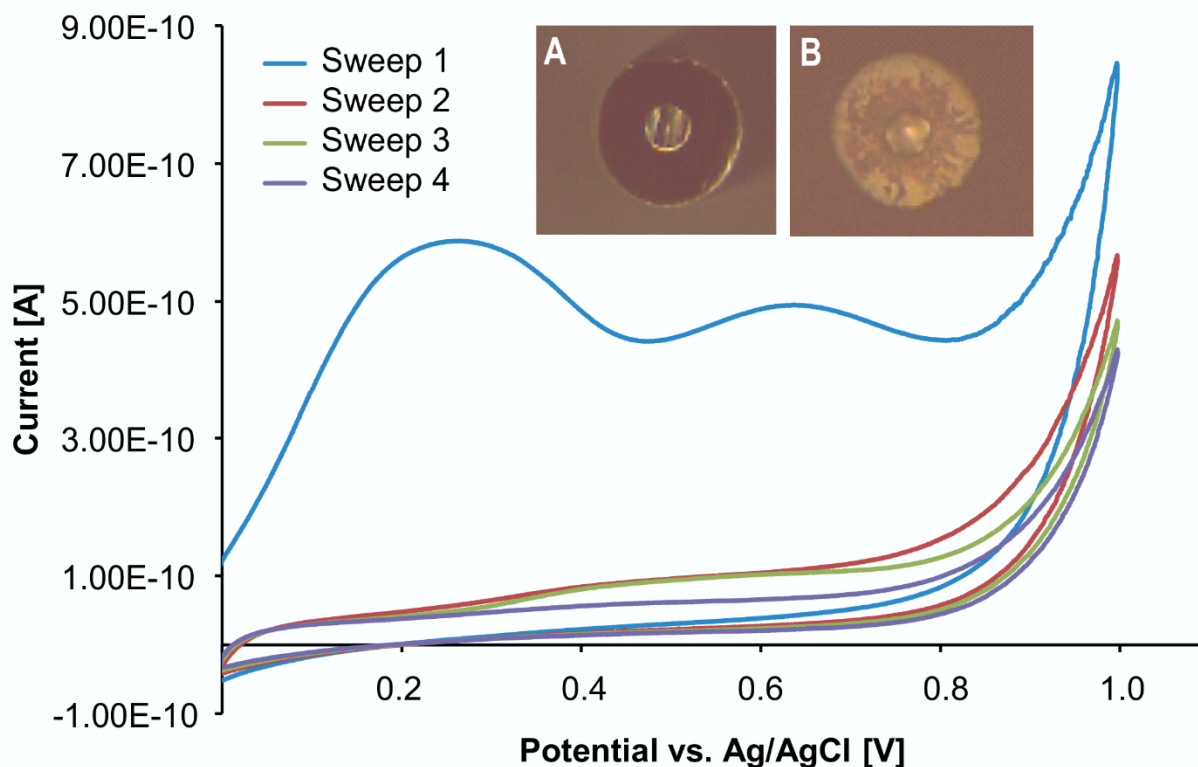 9.00E-10
7.00E-10
5.00E-10
3.00E-10
1.00E-10
-1.00E-10
Current [A]
Sweep 1
Sweep 2
Sweep 3
Sweep 4
A
B
0.2 0.4 0.6 0.8 1.0
Potential vs. Ag/AgCl [V]